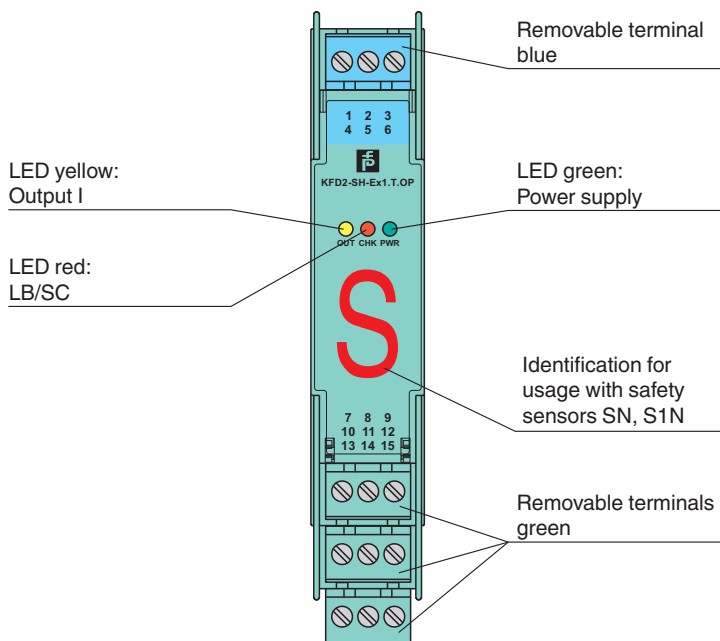 Removable terminal
blue
1 2 3
4 5 6
KFD2-SH-Ex1.T.OP
LED yellow:
Output I
LED green:
Power supply
OUT CHK PWR
LED red:
LB/SC
S
Identification for
usage with safety
sensors SN, S1N
7 8 9
10 11 12
13 14 15
Removable terminals
green